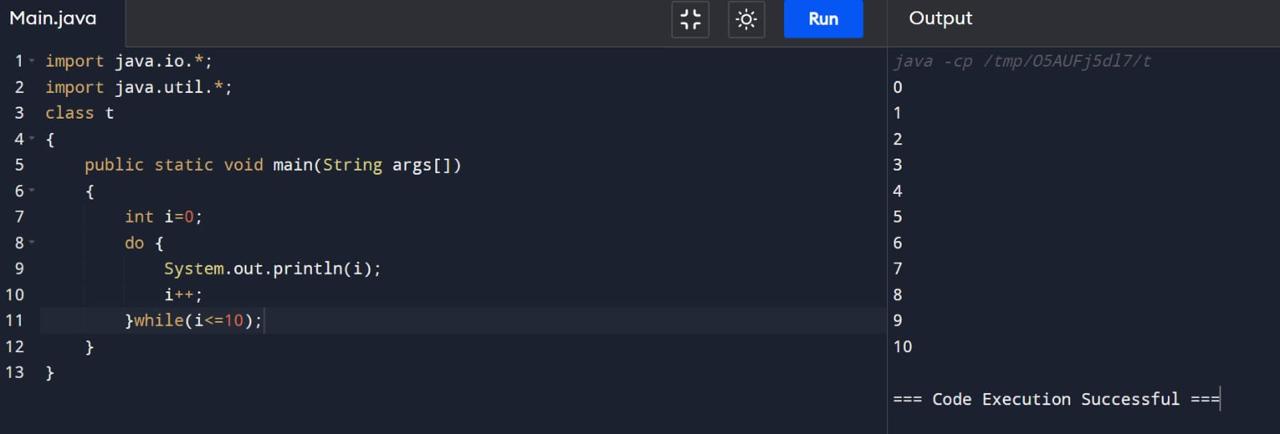 Main.java
Run
Output
1 import java.io.*;
2 import java.util.*;
3 class t
4 {
5     public static void main(String args[])
6     {
7         int i=0;
8         do {
9             System.out.println(i);
10             i++;
11         }while(i<=10);
12     }
13 }
java -cp /tmp/O5AUFj5dl7/t
0
1
2
3
4
5
6
7
8
9
10
=== Code Execution Successful ===